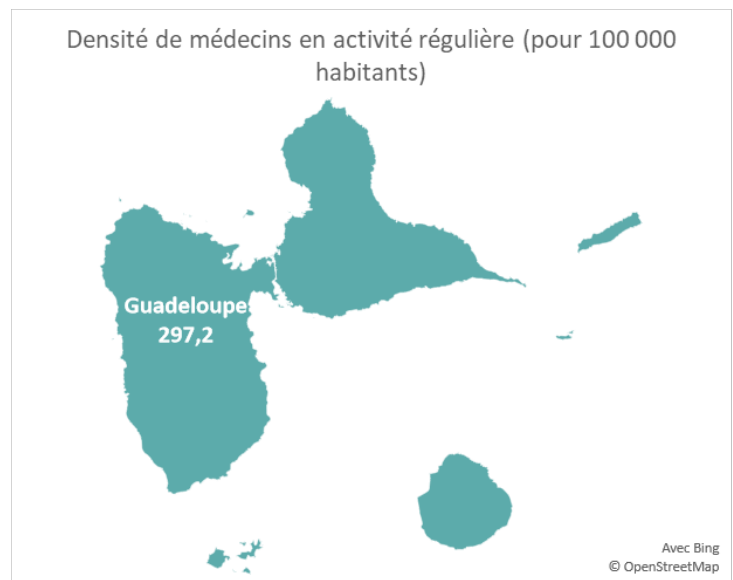 Densité de médecins en activité régulière (pour 100 000
habitants)
Guadeloupe
297,2
Avec Bing
© OpenStreetMap